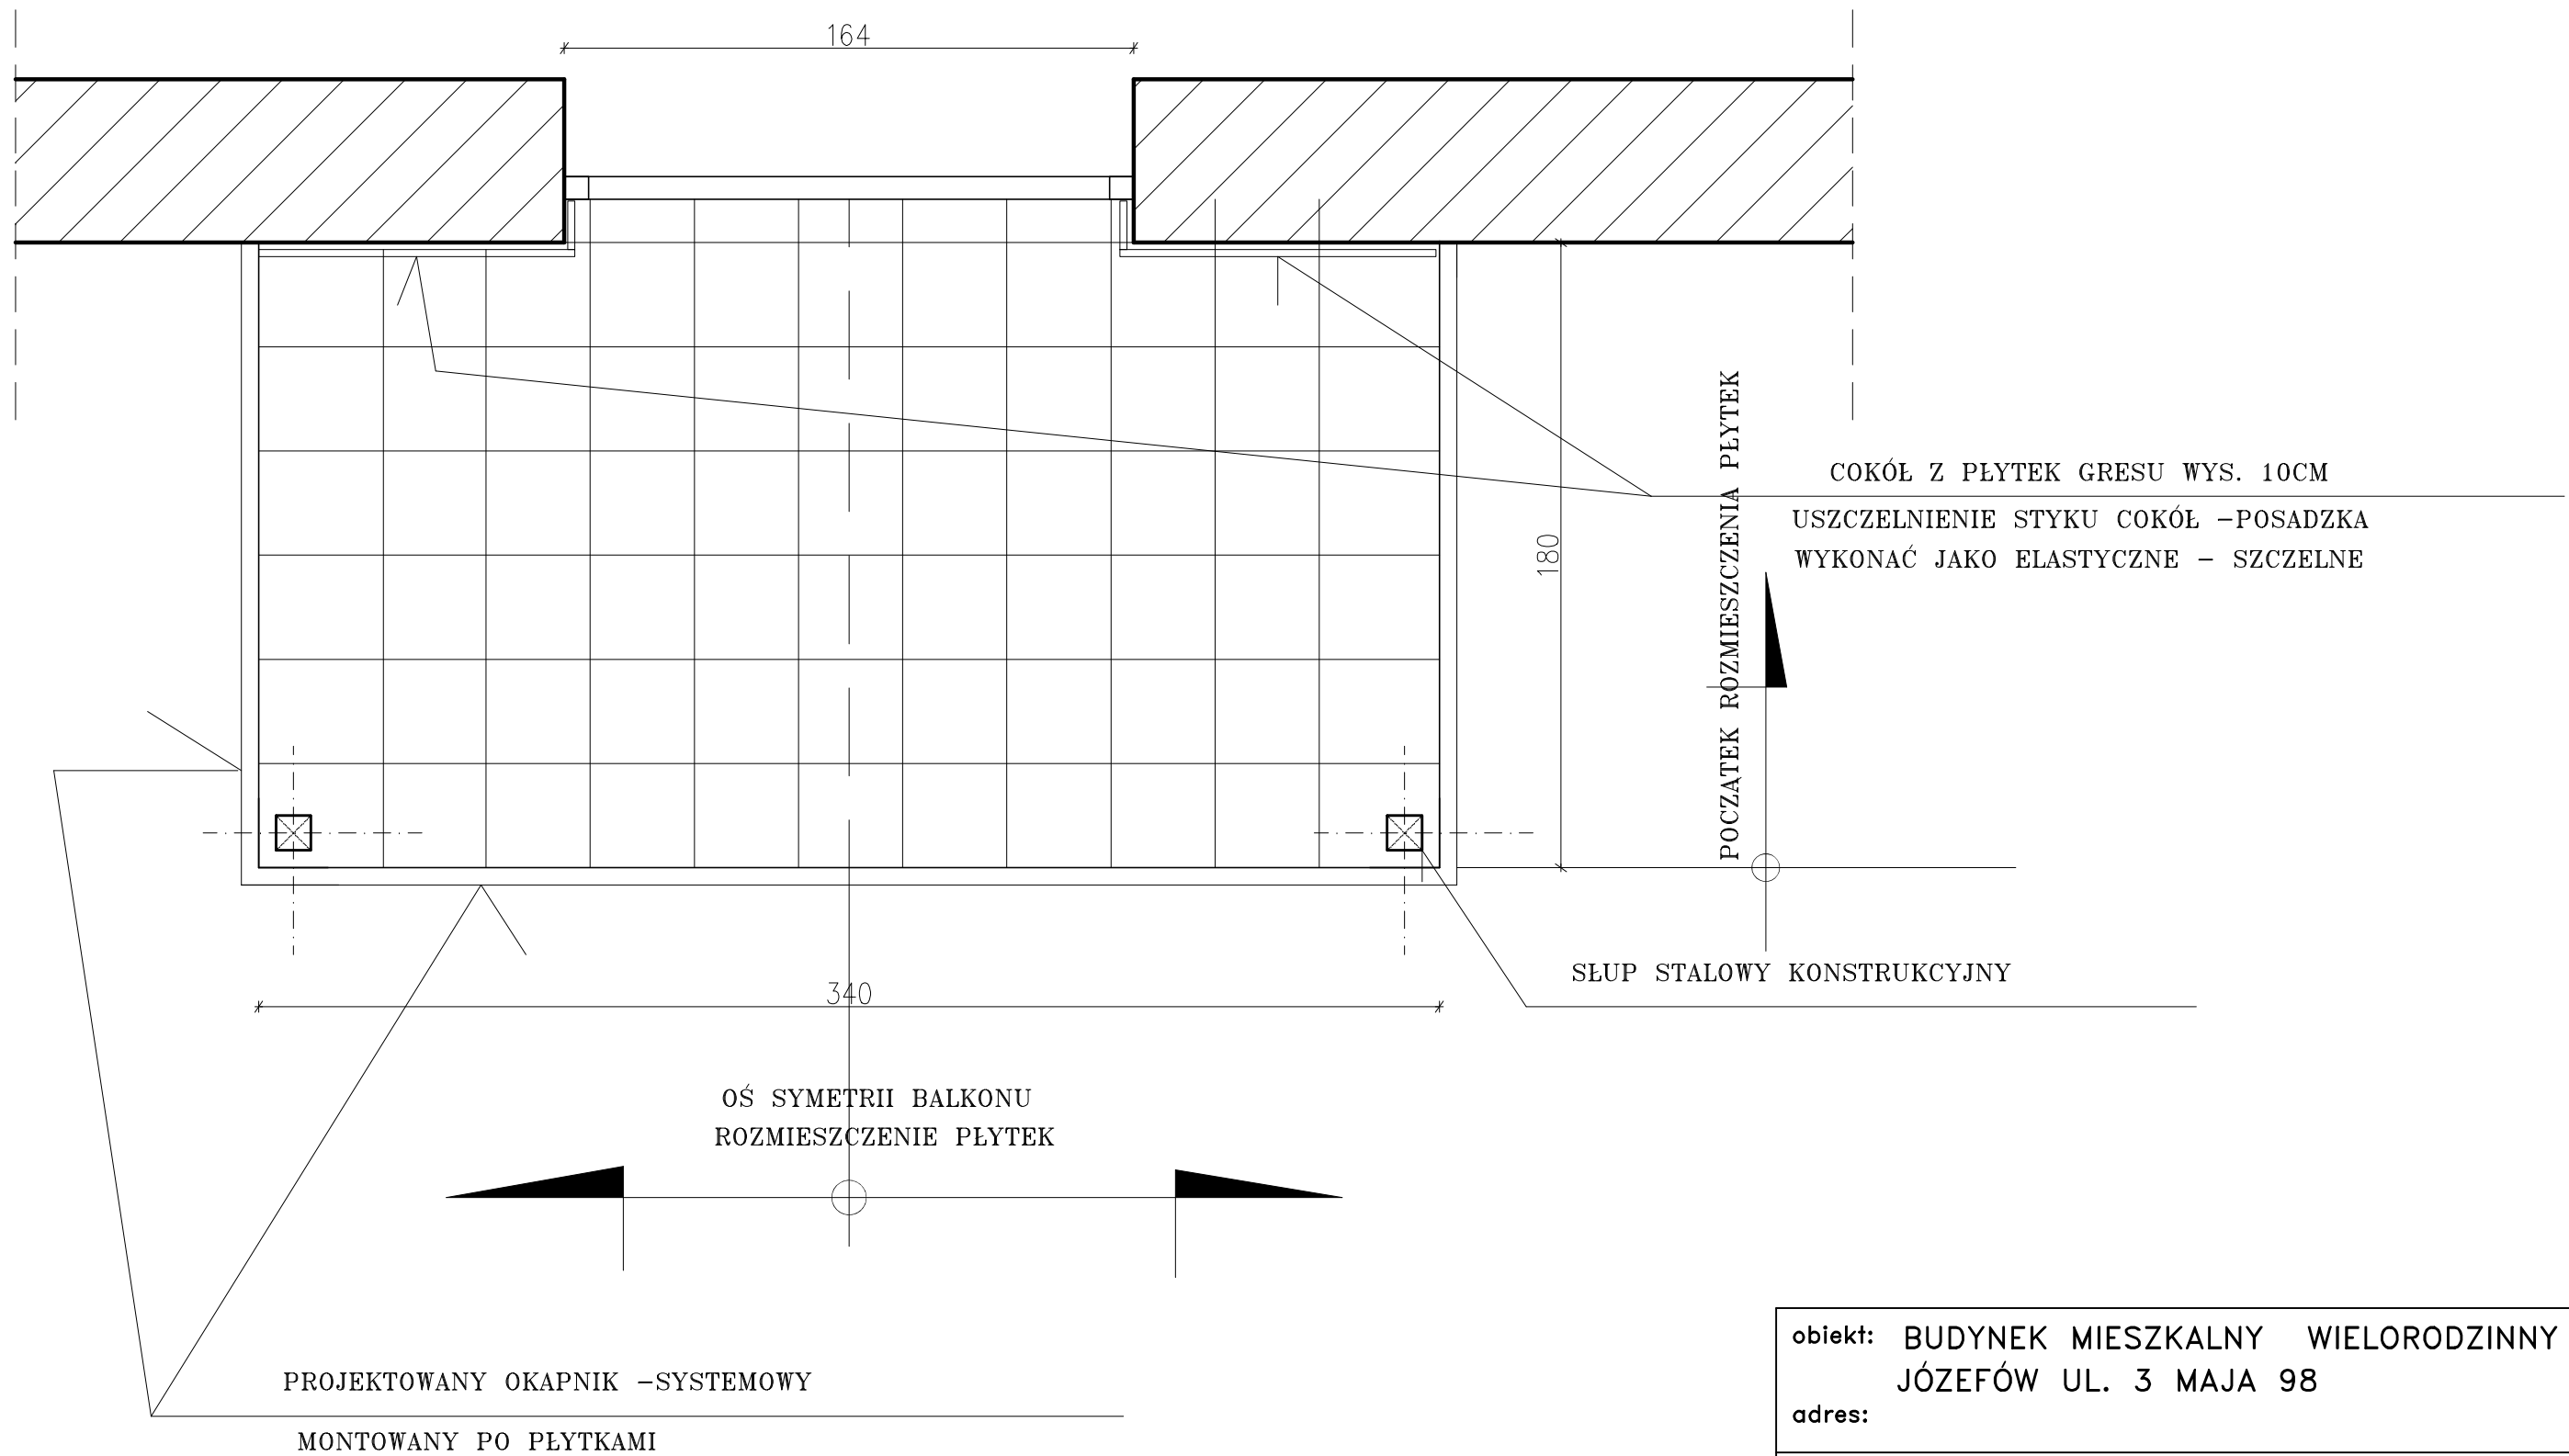 164
COKÓŁ Z PŁYTEK GRESU WYS. 10CM
USZCZELNIENIE STYKU COKÓŁ -POSADZKA
WYKONAĆ JAKO ELASTYCZNE - SZCZELNE
POCZĄTEK ROZMIESZCZENIA PŁYTEK
180
SŁUP STALOWY KONSTRUKCYJNY
340
OŚ SYMETRII BALKONU
ROZMIESZCZENIE PŁYTEK
PROJEKTOWANY OKAPNIK -SYSTEMOWY
MONTOWANY PO PŁYTKAMI
obiekt: BUDYNEK MIESZKALNY WIELORODZINNY
JÓZEFÓW UL. 3 MAJA 98
adres: